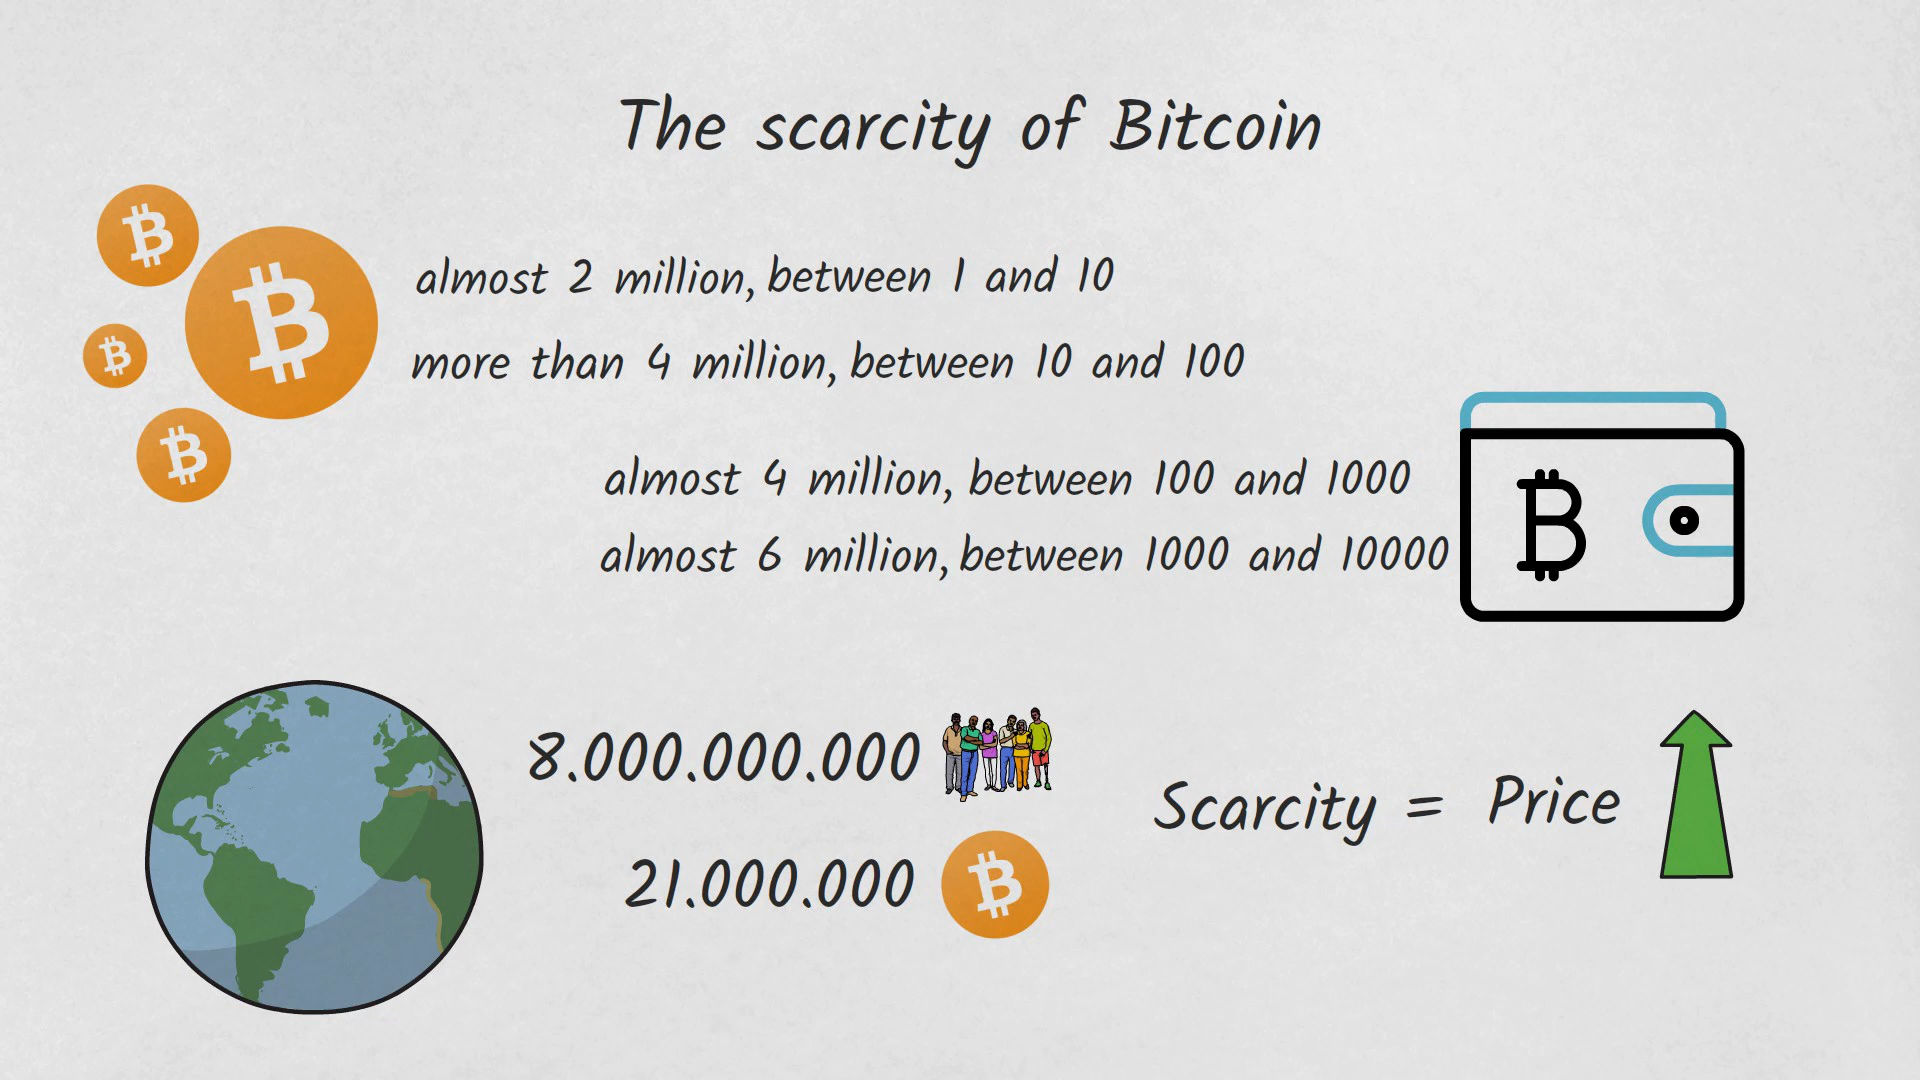 The scarcity of Bitcoin
almost 2 million, between 1 and 10
more than 4 million, between 10 and 100
almost 4 million, between 100 and 1000
almost 6 million, between 1000 and 10000
8.000.000.000
21.000.000
Scarcity = Price